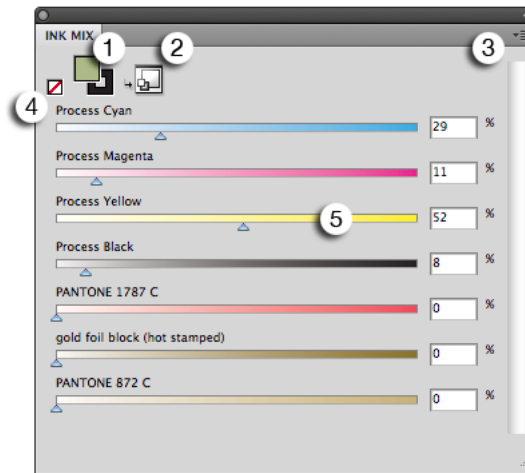 INK MIX
1
2
3
4
Process Cyan
29 %
Process Magenta
11 %
Process Yellow
5
52 %
Process Black
8 %
PANTONE 1787 C
0 %
gold foil block (hot stamped)
0 %
PANTONE 872 C
0 %